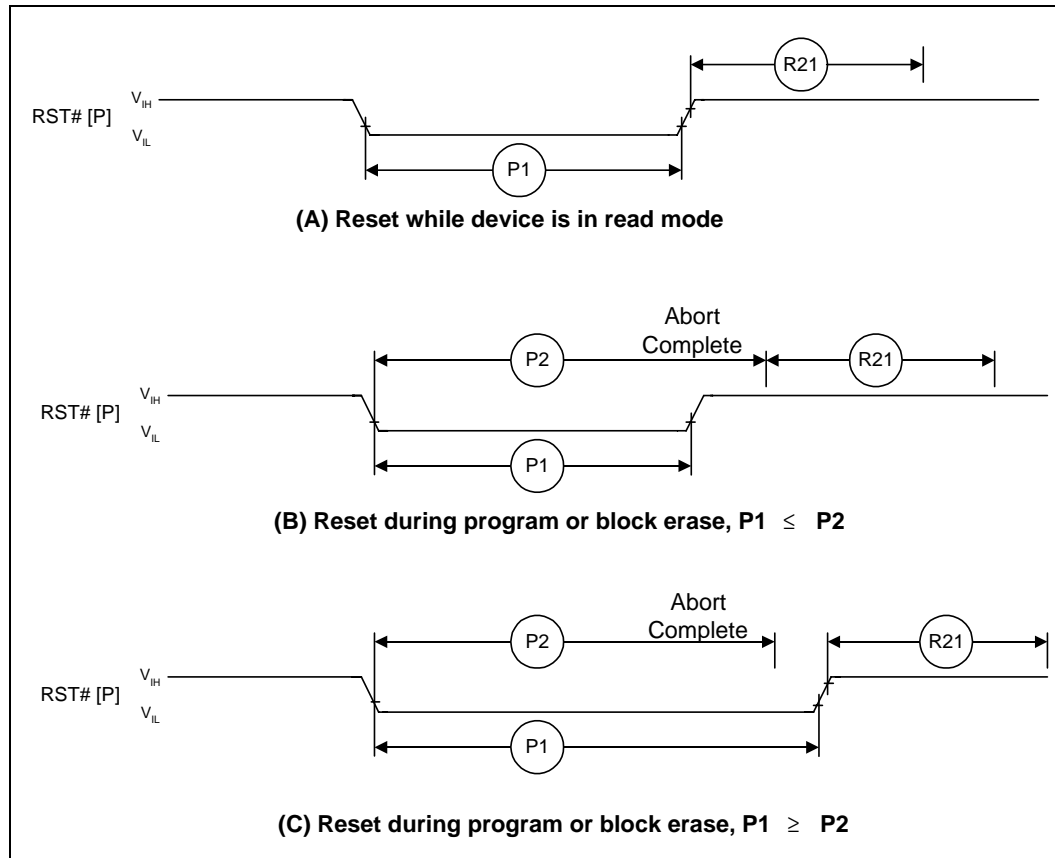 R21
V_IH
RST# [P]
V_IL
P1
(A) Reset while device is in read mode
Abort
Complete
P2
R21
V_IH
RST# [P]
V_IL
P1
(B) Reset during program or block erase, P1 ≤ P2
Abort
Complete
P2
R21
V_IH
RST# [P]
V_IL
P1
(C) Reset during program or block erase, P1 ≥ P2